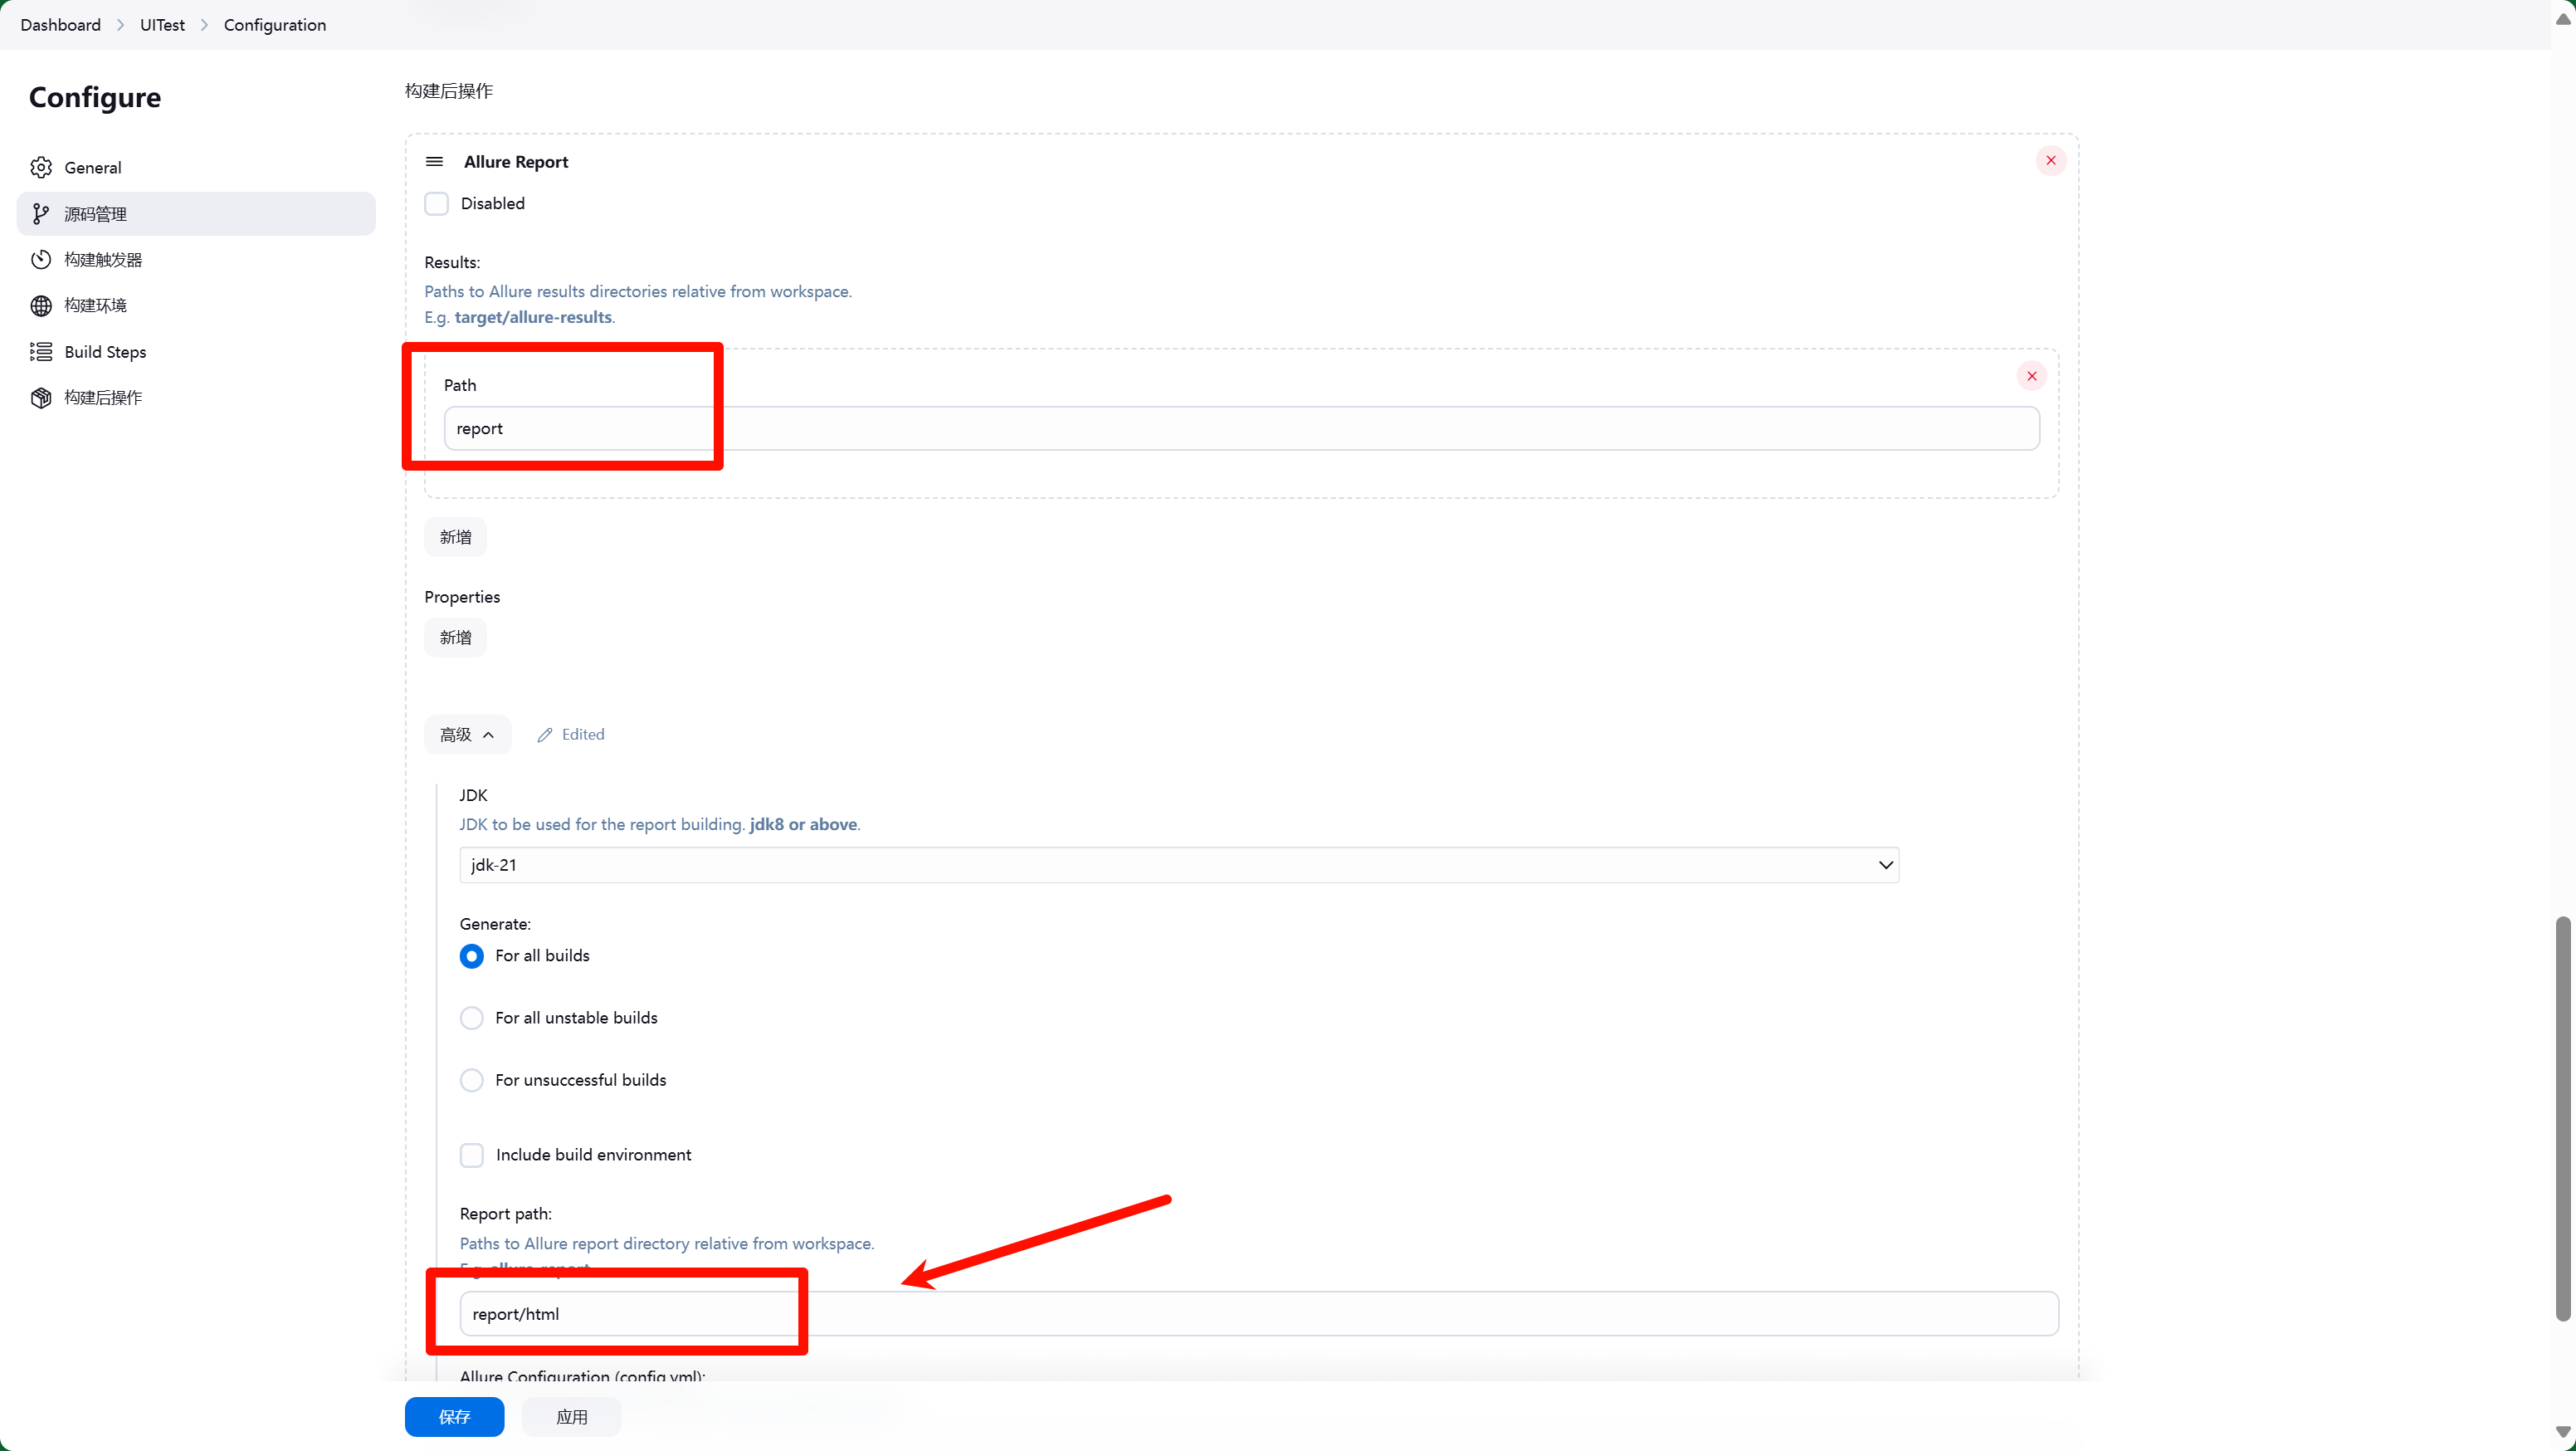 Dashboard > UITest > Configuration
Configure
General
源码管理
构建触发器
构建环境
Build Steps
构建后操作
构建后操作
Allure Report
Disabled
Results:
Paths to Allure results directories relative from workspace.
E.g. target/allure-results.
Path
report
新增
Properties
新增
高级
Edited
JDK
JDK to be used for the report building. jdk8 or above.
jdk-21
Generate:
For all builds
For all unstable builds
For unsuccessful builds
Include build environment
Report path:
Paths to Allure report directory relative from workspace.
E.g. allure-report
report/html
Allure Configuration (config.yml):
保存
应用